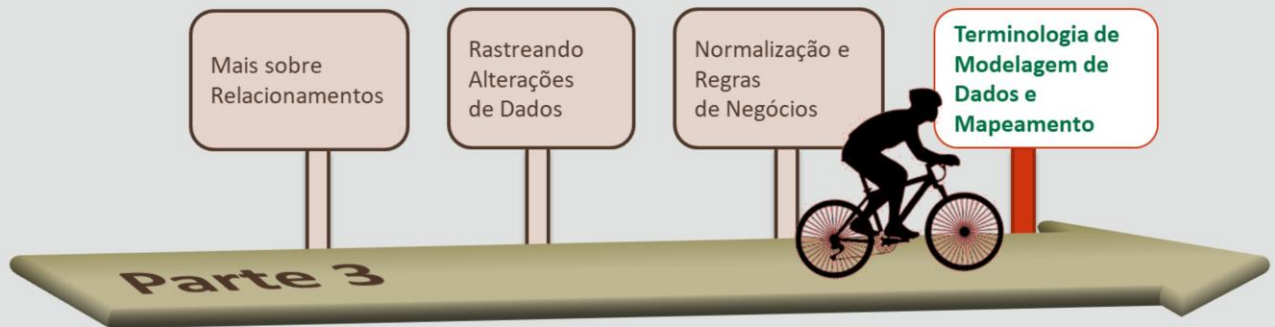 Mais sobre
Relacionamentos
Rastreando
Alterações
de Dados
Normalização e
Regras
de Negócios
Terminologia de
Modelagem de
Dados e
Mapeamento
Parte 3